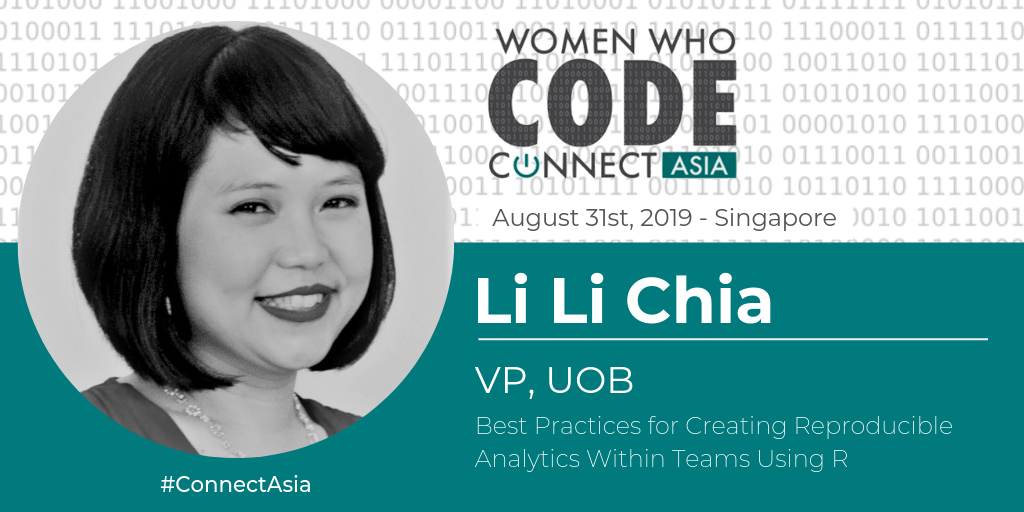 WOMEN WHO
CODE
CONNECT ASIA
August 31st, 2019 - Singapore
Li Li Chia
VP, UOB
Best Practices for Creating Reproducible
Analytics Within Teams Using R
#ConnectAsia